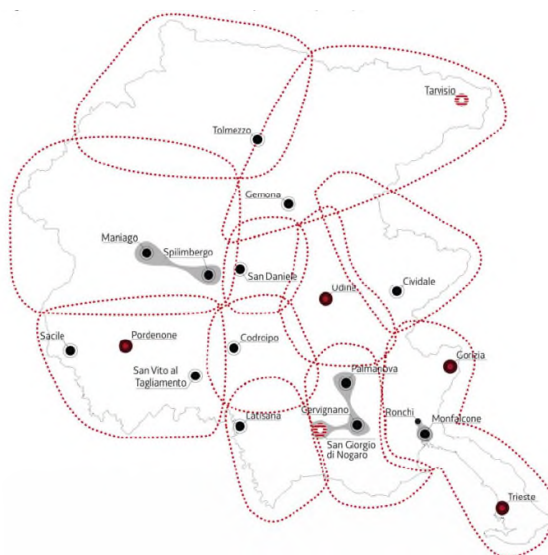 Tarvisio
Tolmezzo
Gemona
Maniago
Spilimbergo
San Daniele
Cividale
Udine
Sacile
Pordenone
Codroipo
San Vito al
Tagliamento
Palmanova
Gorizia
Latisana
Cervignano
Ronchi
Monfalcone
San Giorgio
di Nogaro
Trieste